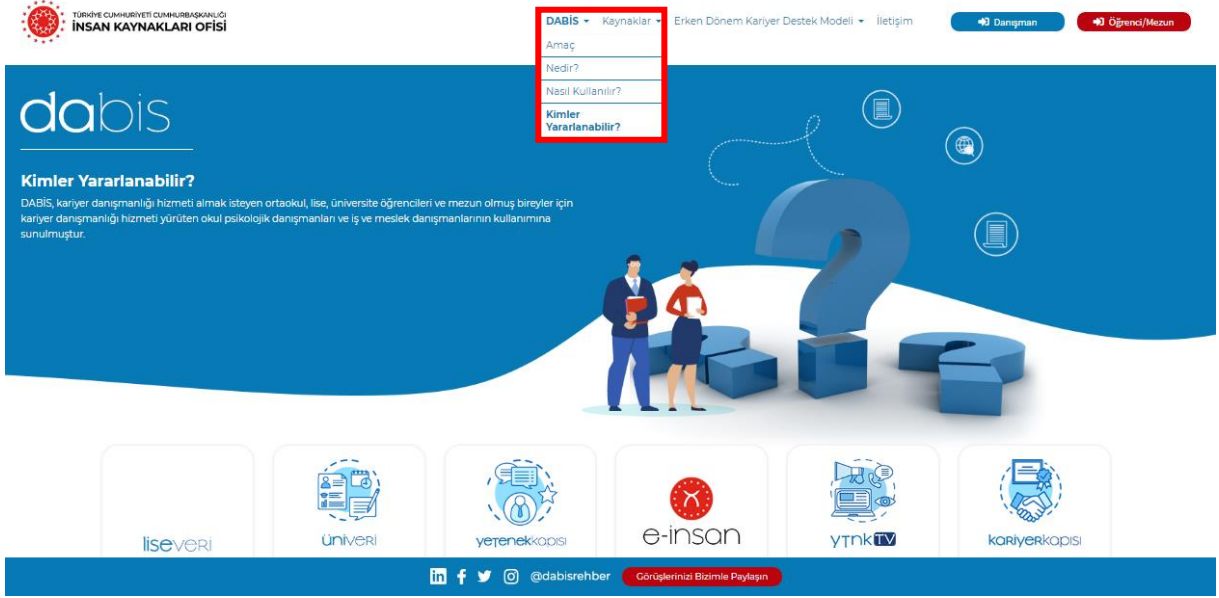 TÜRKİYE CUMHURİYETİ CUMHURBAŞKANLIĞI
İNSAN KAYNAKLARI OFİSİ
DABİS Kaynaklar Erken Dönem Kariyer Destek Modeli İletişim Danışman Öğrenci/Mezun
Amaç
Nedir?
Nasıl Kullanılır?
Kimler
Yararlanabilir?
dabis
Kimler Yararlanabilir?
DABİS, kariyer danışmanlığı hizmeti almak isteyen ortaokul, lise, üniversite öğrencileri ve mezun olmuş bireyler için
kariyer danışmanlığı hizmeti yürüten okul psikolojik danışmanları ve iş ve meslek danışmanlarının kullanımına
sunulmuştur.
liseveri üniveri yetenekkapısı e-insan ytnk TV kariyerkapısı
in f @dabisrehber Görüşlerinizi Bizimle Paylaşın